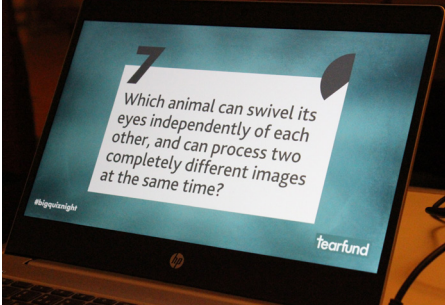 7
Which animal can swivel its
eyes independently of each
other, and can process two
completely different images
at the same time?
#bigquiznight
tearfund
hp